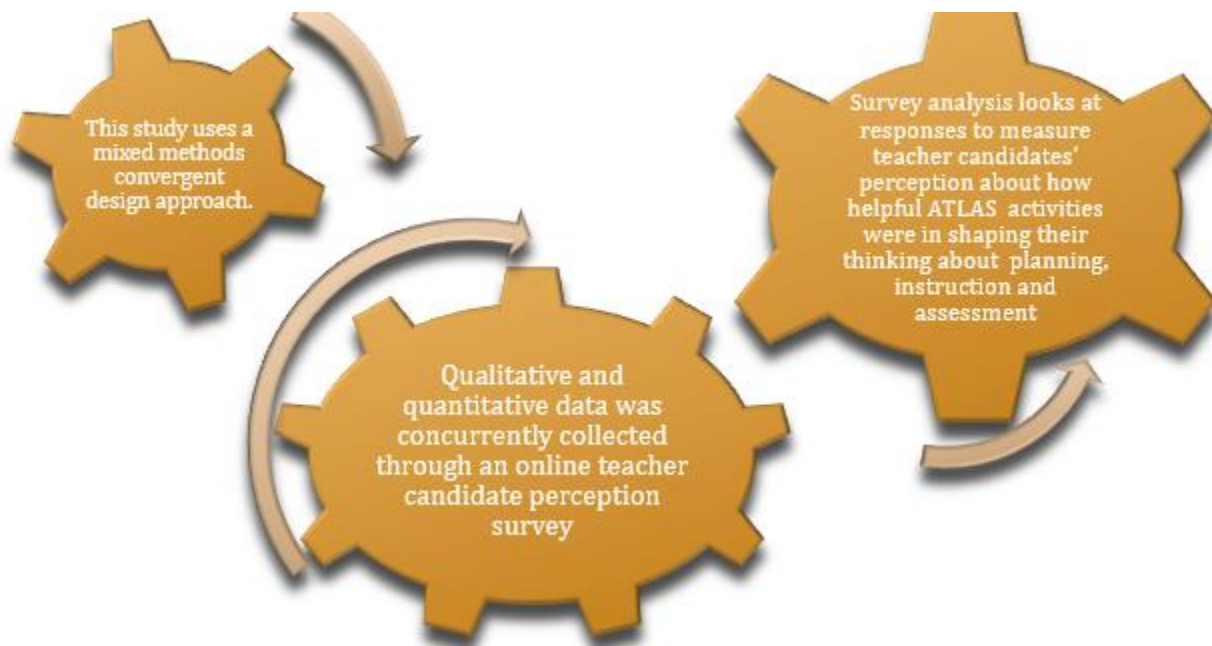 This study uses a
mixed methods
convergent
design approach.
Qualitative and
quantitative data was
concurrently collected
through an online teacher
candidate perception
survey
Survey analysis looks at
responses to measure
teacher candidates'
perception about how
helpful ATLAS activities
were in shaping their
thinking about planning,
instruction and
assessment